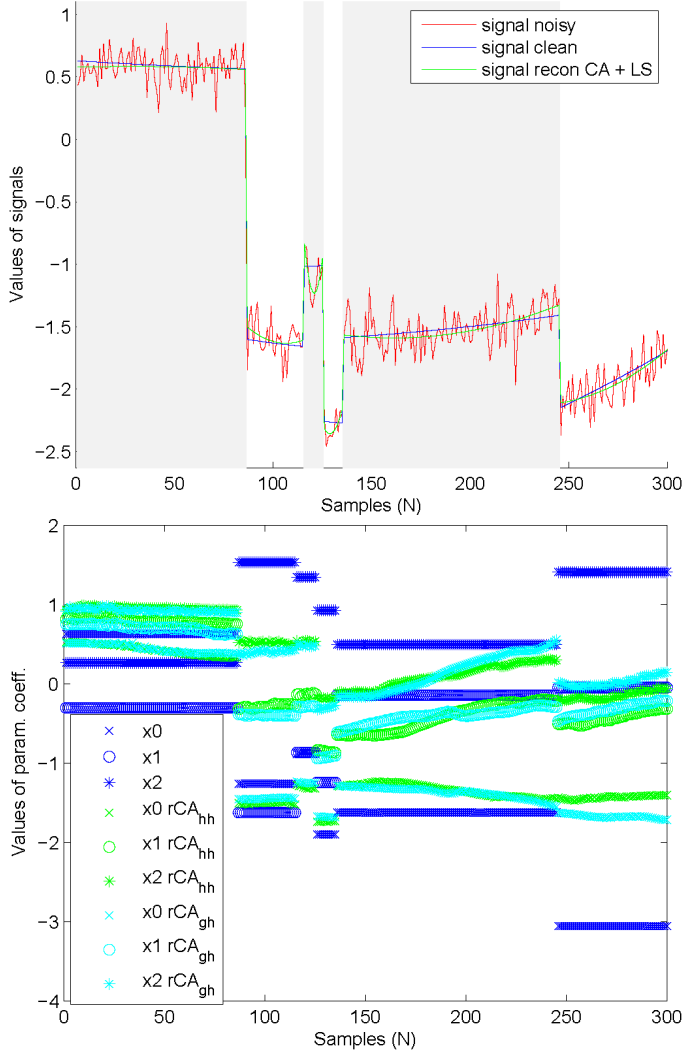 1
0.5
0
−0.5
−1
−1.5
−2
−2.5
Values of signals
signal noisy
signal clean
signal recon CA + LS
0 50 100 150 200 250 300
Samples (N)
2
1
0
−1
−2
−3
−4
Values of param. coeff.
x0
x1
x2
x0 rCAhh
x1 rCAhh
x2 rCAhh
x0 rCAgh
x1 rCAgh
x2 rCAgh
0 50 100 150 200 250 300
Samples (N)